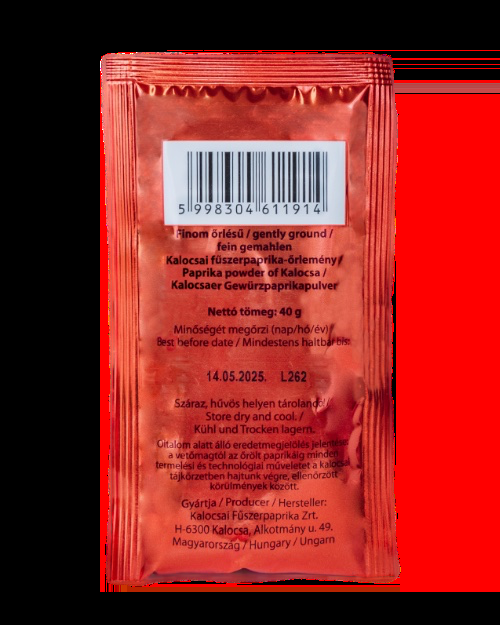 5 998304 611914
Finom őrlésű / gently ground /
fein gemahlen
Kalocsai fűszerpaprika-őrlemény /
Paprika powder of Kalocsa /
Kalocsaer Gewürzpaprikapulver
Nettó tömeg: 40 g
Minőségét megőrzi (nap/hó/év) /
Best before date / Mindestens haltbar bis:
14.05.2025. L262
Száraz, hűvös helyen tárolandó /
Store dry and cool. /
Kühl und Trocken lagern.
Oltalom alatt álló eredetmegjelölés jelentése:
a vetőmagtól az őrölt paprikáig minden
termelési és technológiai műveletet a kalocsai
tájkörzetben hajtunk végre, ellenőrzött
körülmények között.
Gyártja / Producer / Hersteller:
Kalocsai Fűszerpaprika Zrt.
H-6300 Kalocsa, Alkotmány u. 49.
Magyarország / Hungary / Ungarn